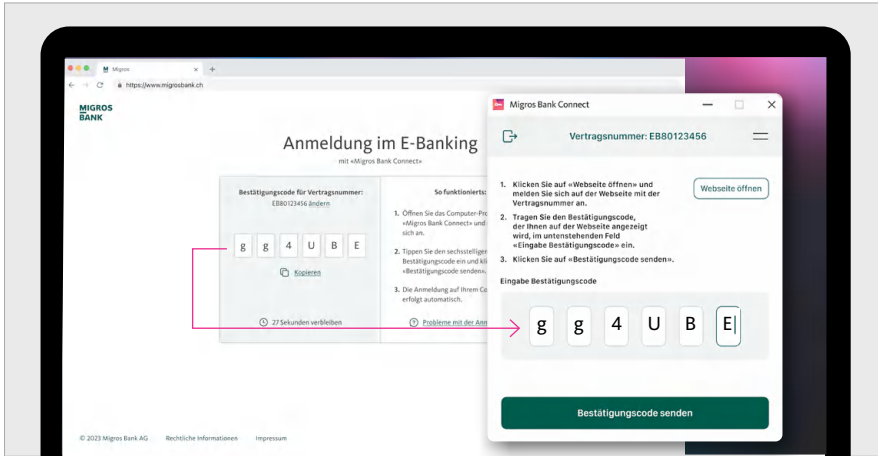 Migros
https://www.migrosbank.ch
MIGROS
BANK
Anmeldung im E-Banking
mit «Migros Bank Connect»
Bestätigungscode für Vertragsnummer:
EB80123456 ändern
g g 4 U B E
Kopieren
27 Sekunden verbleiben
So funktionierts:
1. Öffnen Sie das Computer-Pro
«Migros Bank Connect» und
sich an.
2. Tippen Sie den sechsstelligen
Bestätigungscode ein und kli
«Bestätigungscode senden».
3. Die Anmeldung auf Ihrem Co
erfolgt automatisch.
Probleme mit der Ann
© 2023 Migros Bank AG Rechtliche Informationen Impressum
Migros Bank Connect
Vertragsnummer: EB80123456
1. Klicken Sie auf «Webseite öffnen» und
melden Sie sich auf der Webseite mit der
Vertragsnummer an.
Webseite öffnen
2. Tragen Sie den Bestätigungscode,
der Ihnen auf der Webseite angezeigt
wird, im untenstehenden Feld
«Eingabe Bestätigungscode» ein.
3. Klicken Sie auf «Bestätigungscode senden».
Eingabe Bestätigungscode
g g 4 U B E
Bestätigungscode senden